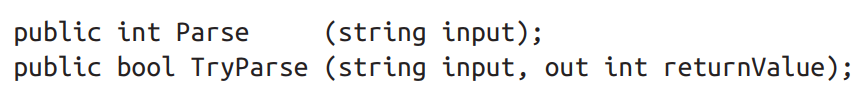 public int Parse     (string input);
public bool TryParse (string input, out int returnValue);